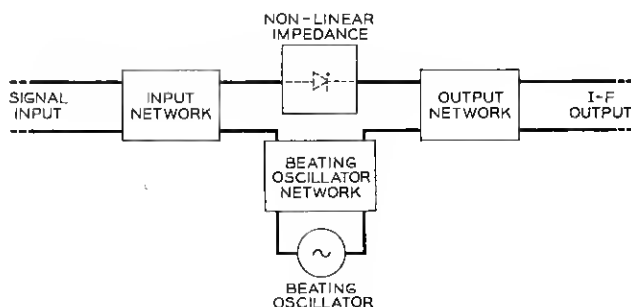 NON-LINEAR
IMPEDANCE
SIGNAL
INPUT
INPUT
NETWORK
OUTPUT
NETWORK
I-F
OUTPUT
BEATING
OSCILLATOR
NETWORK
~
BEATING
OSCILLATOR